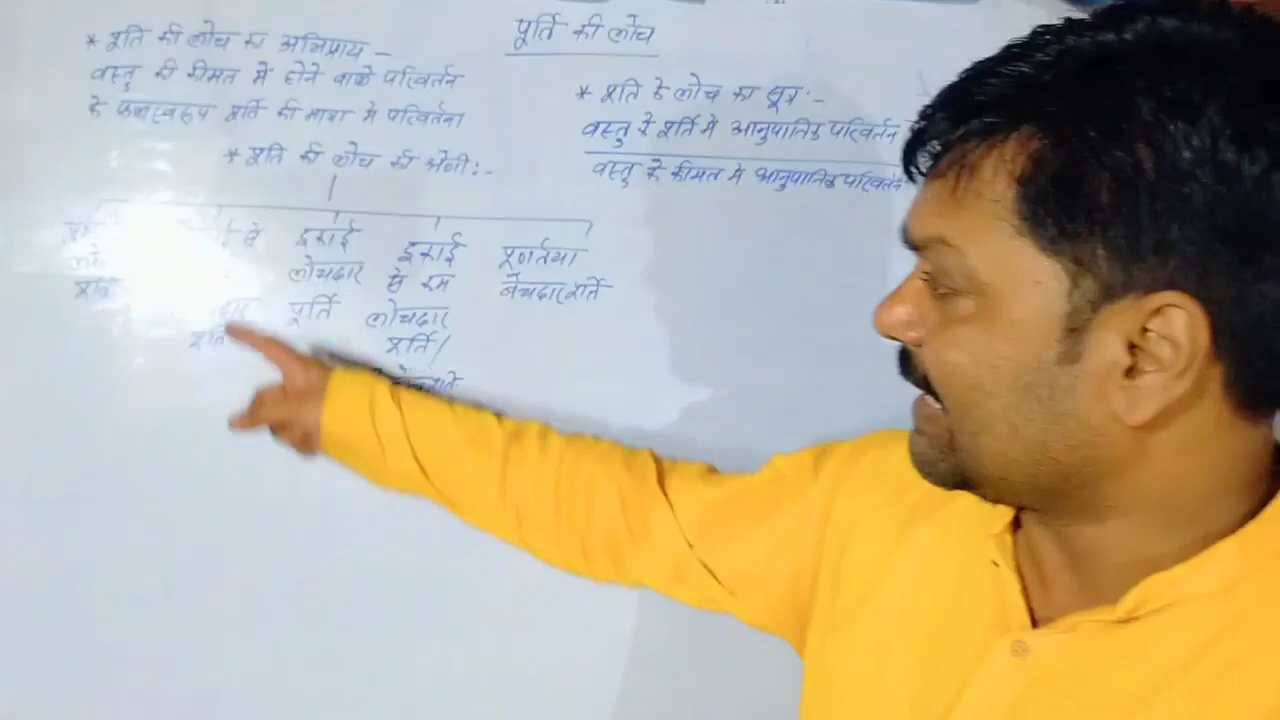 पूर्ति की लोच
* पूर्ति की लोच का अभिप्राय -
वस्तु की कीमत में होने वाले परिवर्तन
के फलस्वरूप पूर्ति की मात्रा में परिवर्तन।
* पूर्ति के लोच का सूत्र :-
वस्तु के पूर्ति में आनुपातिक परिवर्तन
वस्तु के कीमत में आनुपातिक परिवर्तन
* पूर्ति की लोच की श्रेणी :-
से
पूर्ति
इकाई
लोचदार
पूर्ति
इकाई
से कम
लोचदार
पूर्ति/
पूर्णतया
बेलोचदार पूर्ति